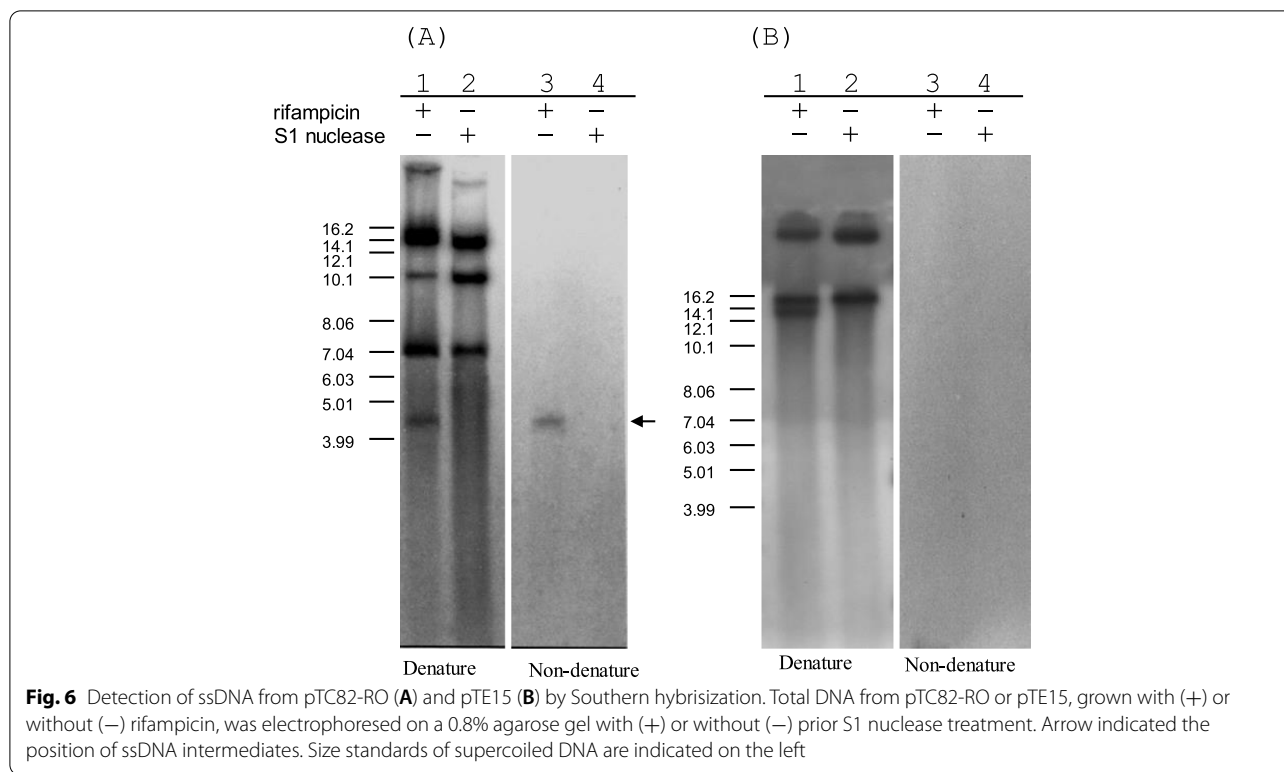 (A) (B)
1 2 3 4 1 2 3 4
rifampicin + − + − + − + −
S1 nuclease − + − + − + − +
16.2
14.1
12.1
10.1
8.06
7.04
6.03
5.01
3.99
16.2
14.1
12.1
10.1
8.06
7.04
6.03
5.01
3.99
Denature Non-denature Denature Non-denature
Fig. 6 Detection of ssDNA from pTC82-RO (A) and pTE15 (B) by Southern hybrisization. Total DNA from pTC82-RO or pTE15, grown with (+) or
without (−) rifampicin, was electrophoresed on a 0.8% agarose gel with (+) or without (−) prior S1 nuclease treatment. Arrow indicated the
position of ssDNA intermediates. Size standards of supercoiled DNA are indicated on the left